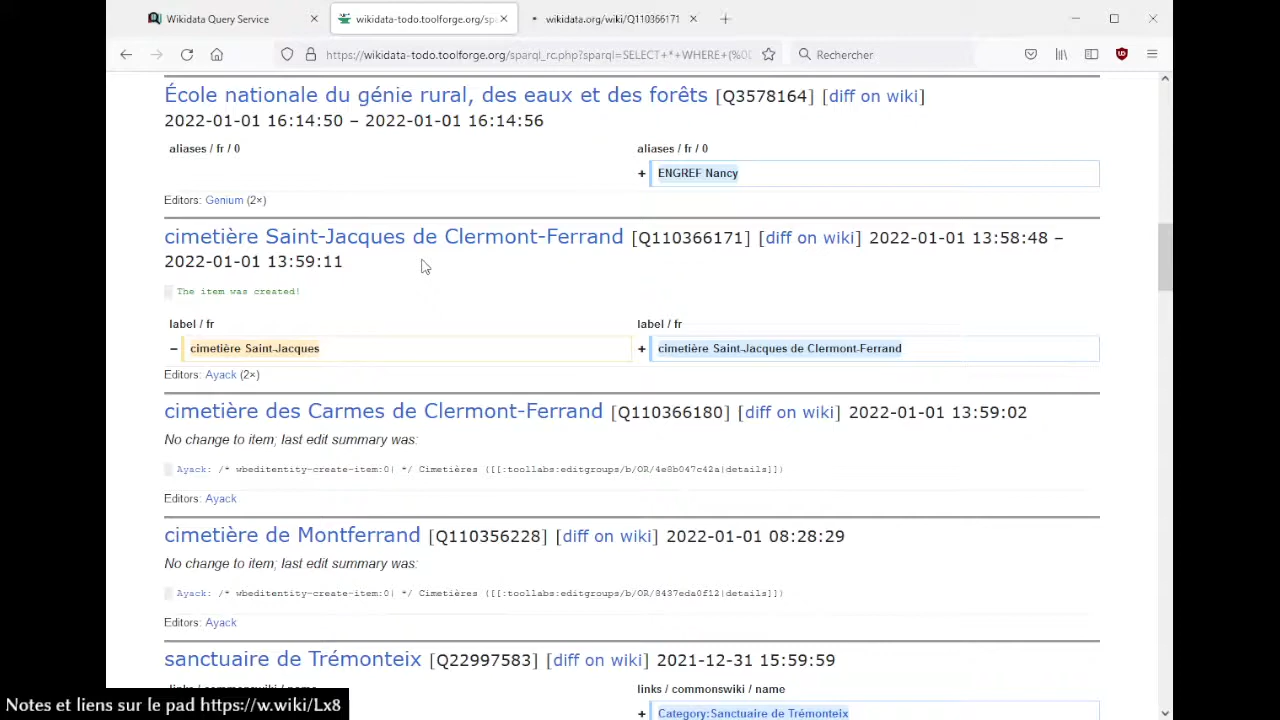 Wikidata Query Service
wikidata-todo.toolforge.org/sp
wikidata.org/wiki/Q110366171
https://wikidata-todo.toolforge.org/sparql_rc.php?sparql=SELECT+*+WHERE+{%0
Rechercher
École nationale du génie rural, des eaux et des forêts [Q3578164] [diff on wiki]
2022-01-01 16:14:50 – 2022-01-01 16:14:56
aliases / fr / 0 aliases / fr / 0
+ ENGREF Nancy
Editors: Genium (2×)
cimetière Saint-Jacques de Clermont-Ferrand [Q110366171] [diff on wiki] 2022-01-01 13:58:48 –
2022-01-01 13:59:11
The item was created!
label / fr label / fr
– cimetière Saint-Jacques + cimetière Saint-Jacques de Clermont-Ferrand
Editors: Ayack (2×)
cimetière des Carmes de Clermont-Ferrand [Q110366180] [diff on wiki] 2022-01-01 13:59:02
No change to item; last edit summary was:
Ayack: /* wbeditentity-create-item:0| */ Cimetières ([[:toollabs:editgroups/b/OR/4e8b047c42a|details]])
Editors: Ayack
cimetière de Montferrand [Q110356228] [diff on wiki] 2022-01-01 08:28:29
No change to item; last edit summary was:
Ayack: /* wbeditentity-create-item:0| */ Cimetières ([[:toollabs:editgroups/b/OR/8437eda0f12|details]])
Editors: Ayack
sanctuaire de Trémonteix [Q22997583] [diff on wiki] 2021-12-31 15:59:59
links / commonswiki / name links / commonswiki / name
+ Category:Sanctuaire de Trémonteix
Notes et liens sur le pad https://w.wiki/Lx8